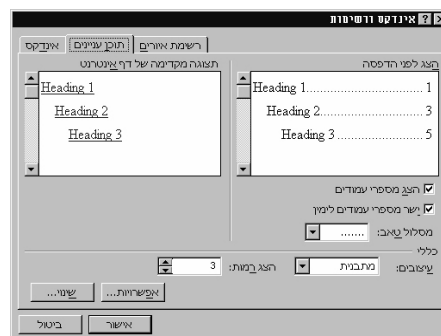 אינדקס ורשימות
אינדקס
תוכן עניינים
רשימת איורים
הצג לפני הדפסה
Heading 1.......................1
Heading 2....................3
Heading 3.................5
תצוגה מקדימה של דף אינטרנט
Heading 1
Heading 2
Heading 3
הצג מספרי עמודים
ישר מספרי עמודים לימין
מסלול טאב: .......
כללי
עיצובים: מתבנית הצג רמות: 3
אפשרויות... שינוי...
אישור ביטול